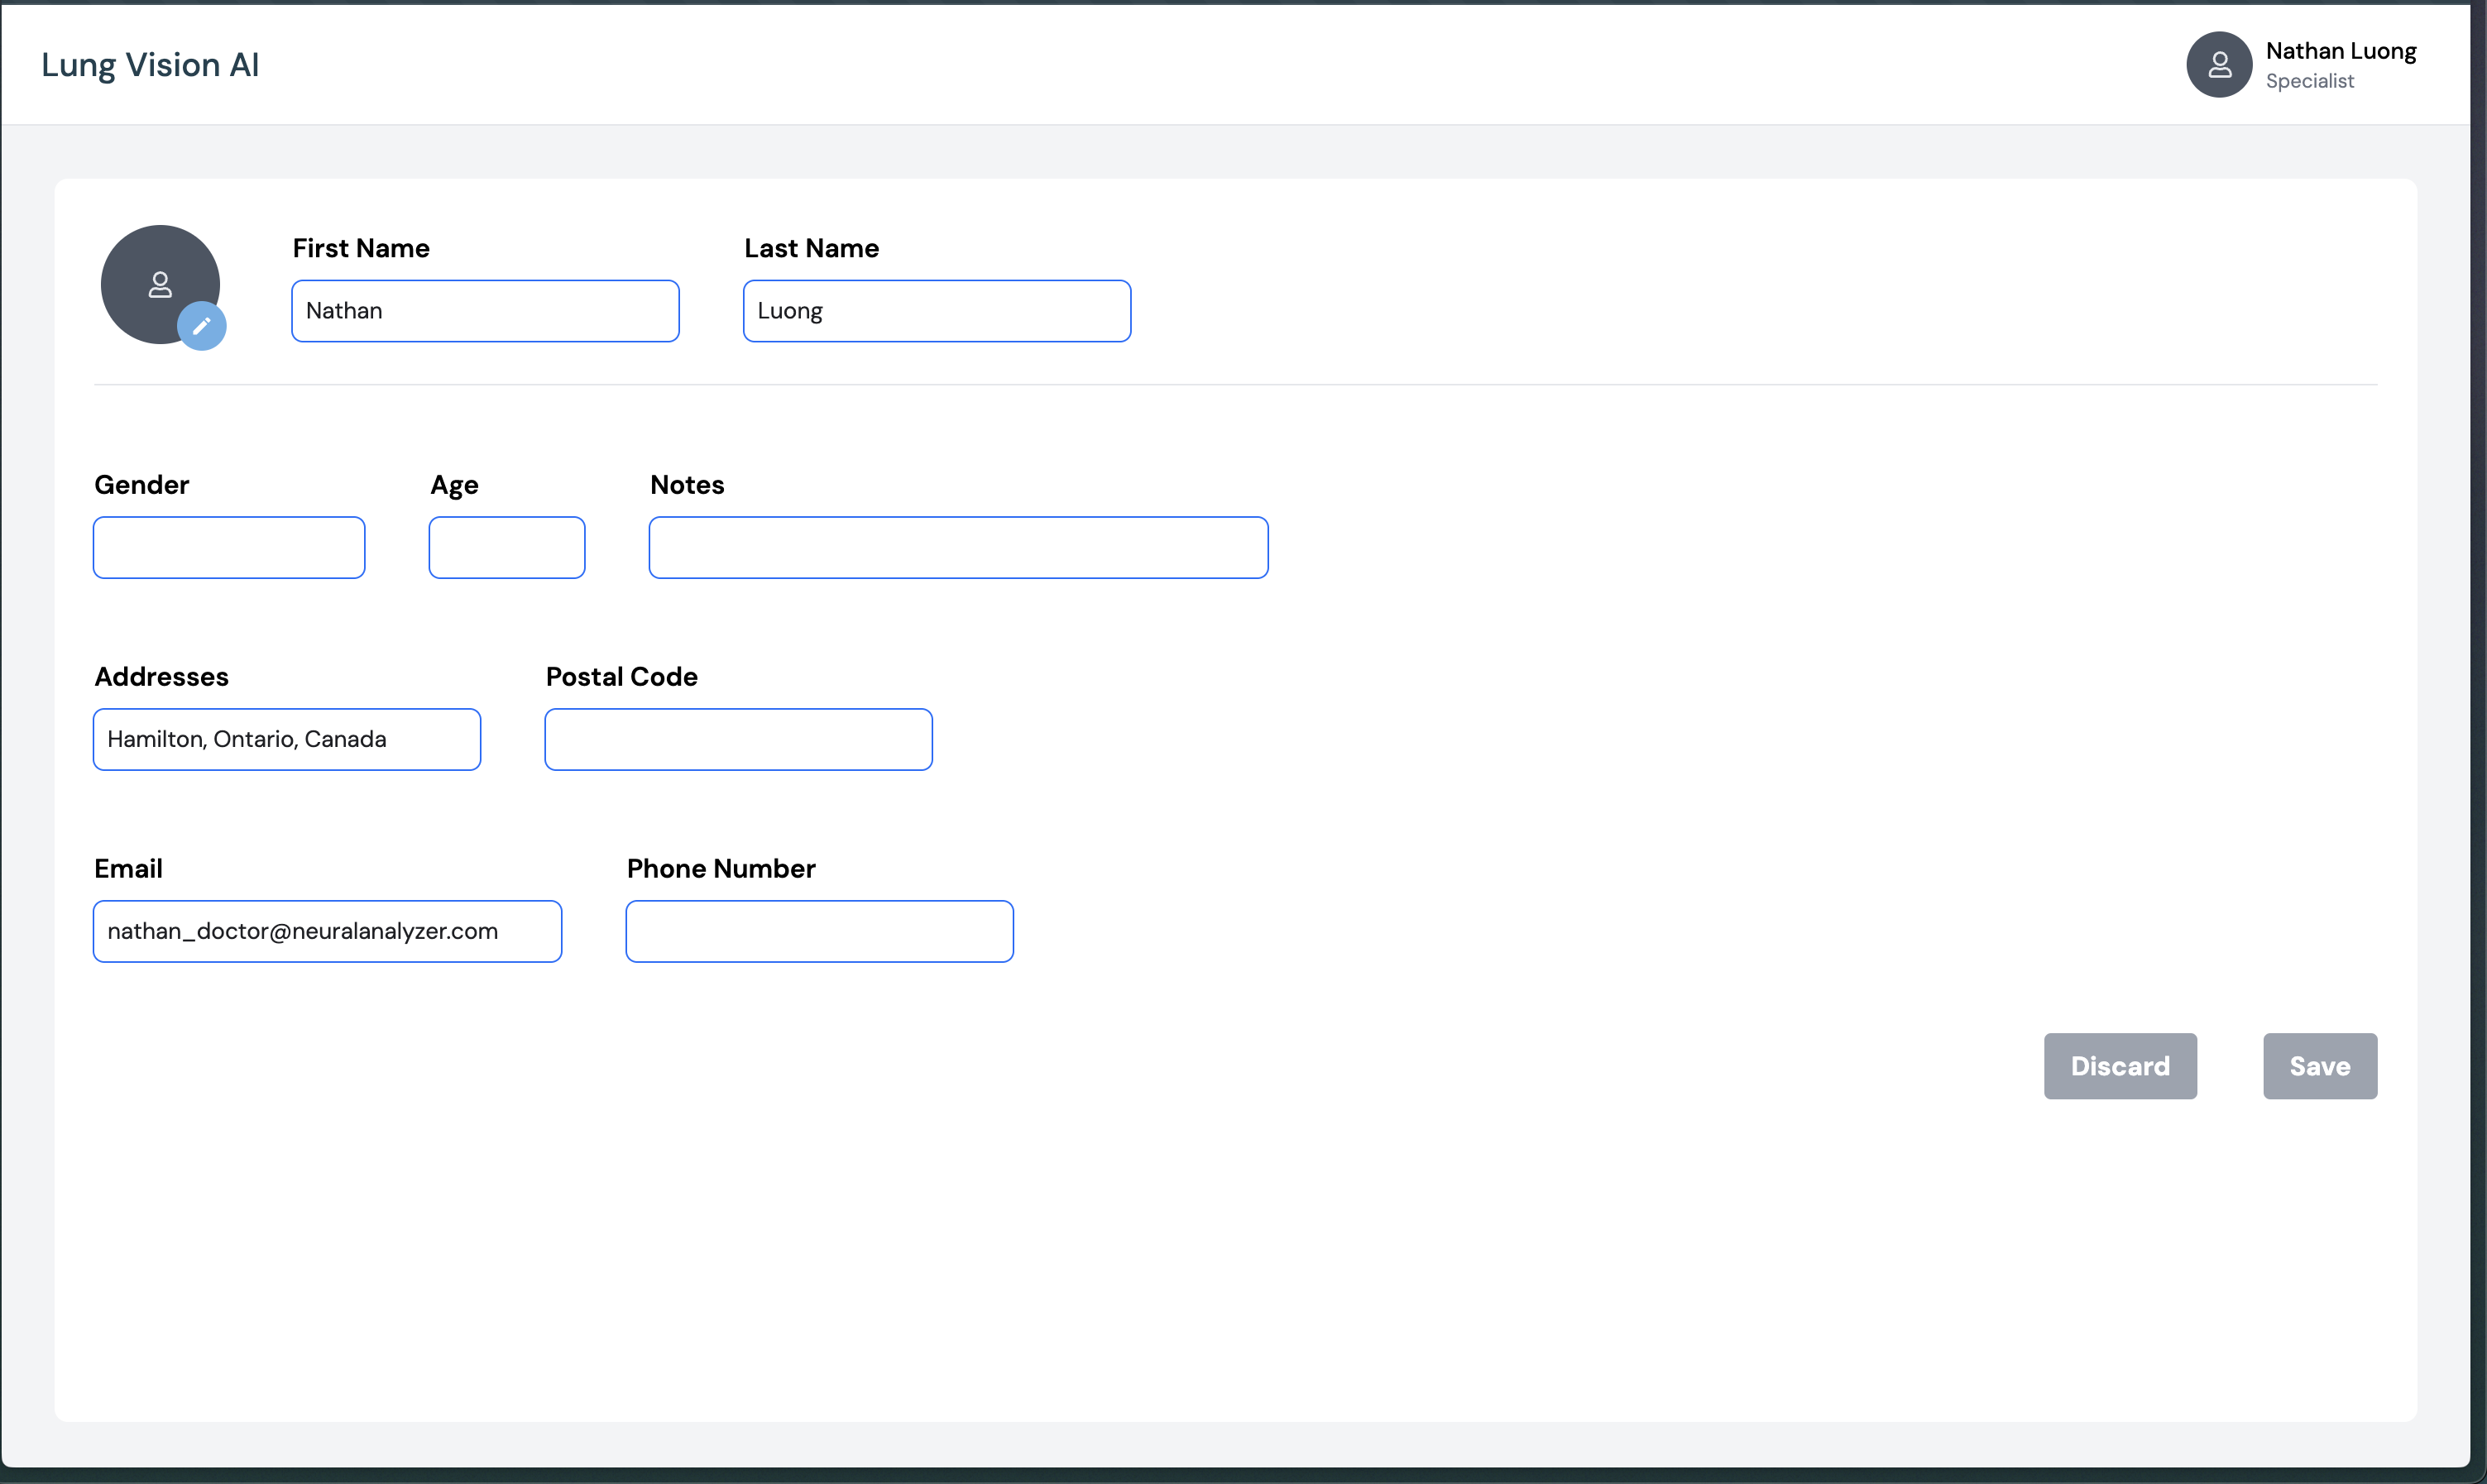 Lung Vision AI
Nathan Luong
Specialist
First Name
Last Name
Nathan
Luong
Gender
Age
Notes
Addresses
Postal Code
Hamilton, Ontario, Canada
Email
Phone Number
nathan_doctor@neuralanalyzer.com
Discard
Save